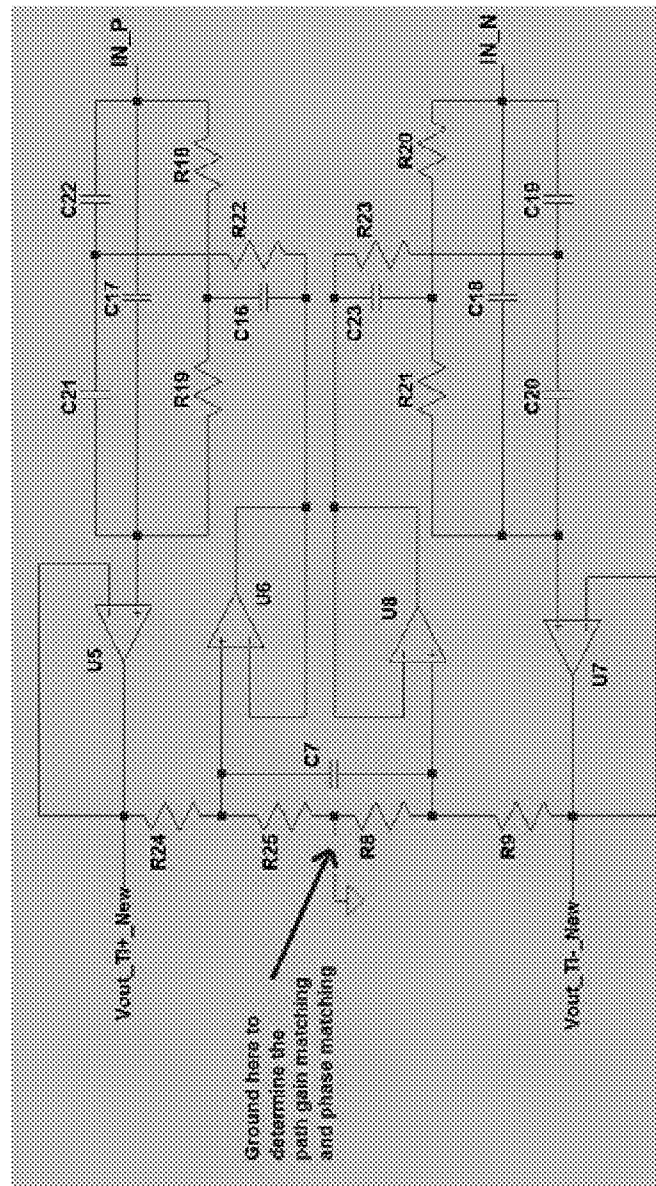 IN_P
IN_N
C22
R18
R20
C19
R22
R23
C17
C18
C16
C23
C21
R19
R21
C20
U6
U8
U5
U7
C7
R24
R25
R8
R9
Vout_TI+_New
Vout_TI-_New
Ground here to
determine the
path gain matching
and phase matching